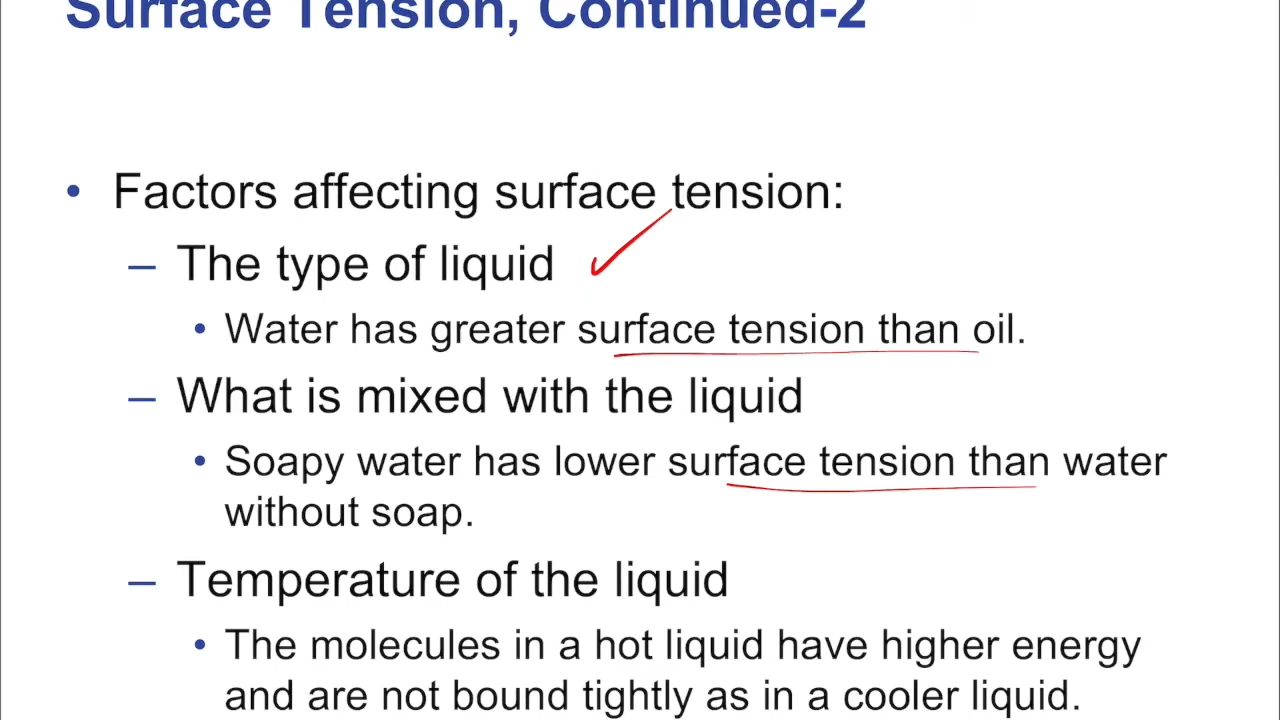 Surface Tension, Continued-2
• Factors affecting surface tension:
– The type of liquid
• Water has greater surface tension than oil.
– What is mixed with the liquid
• Soapy water has lower surface tension than water
without soap.
– Temperature of the liquid
• The molecules in a hot liquid have higher energy
and are not bound tightly as in a cooler liquid.